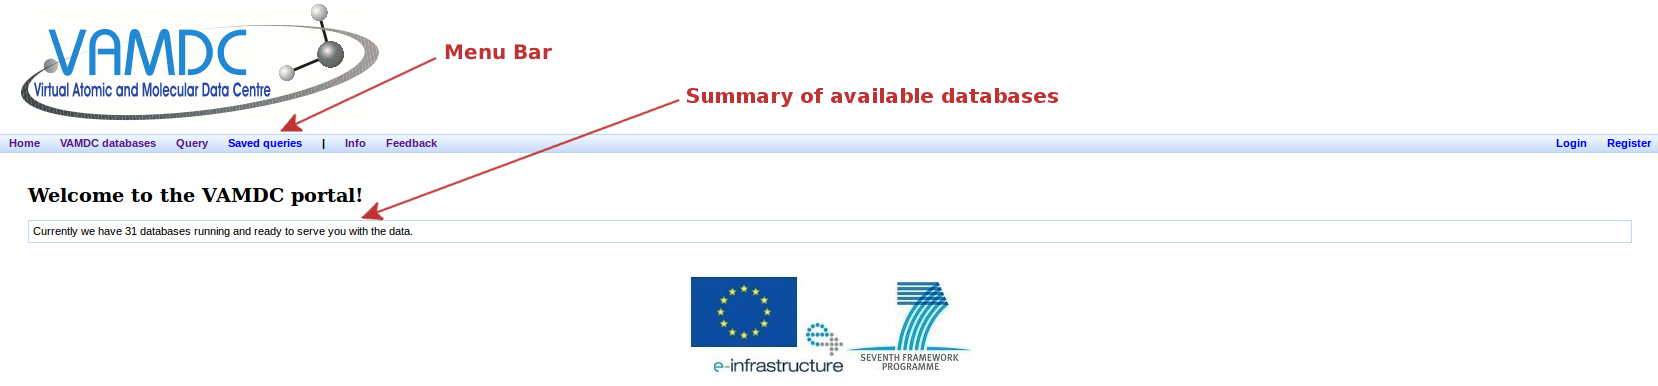 VAMDC
Virtual Atomic and Molecular Data Centre
Menu Bar
Summary of available databases
Home VAMDC databases Query Saved queries | Info Feedback Login Register
Welcome to the VAMDC portal!
Currently we have 31 databases running and ready to serve you with the data.
e-infrastructure
SEVENTH FRAMEWORK
PROGRAMME